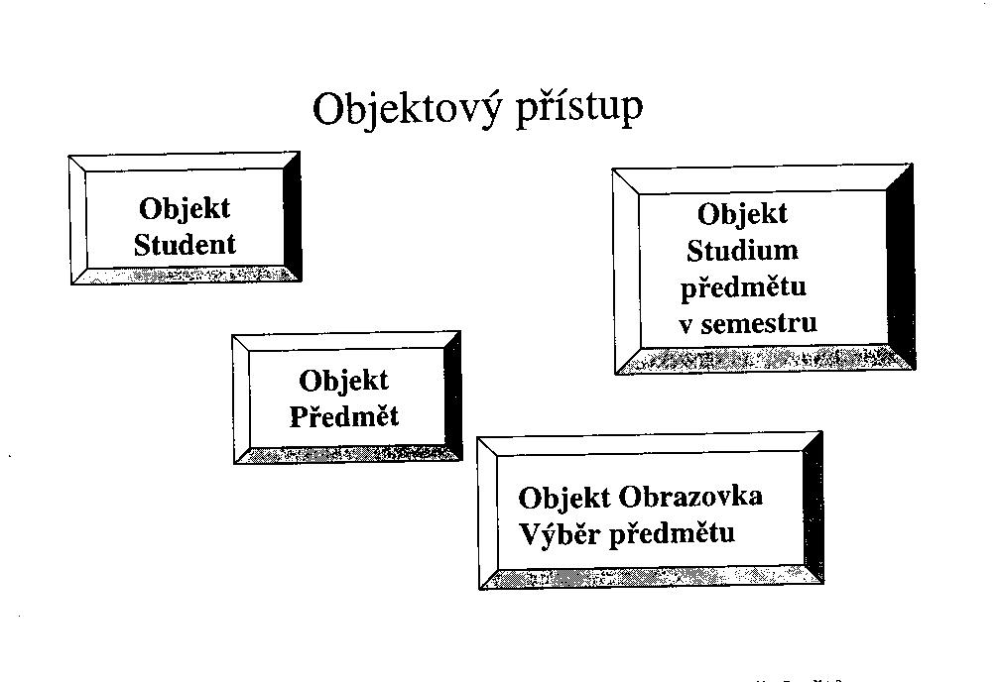 Objektový přístup
Objekt
Student
Objekt
Studium
předmětu
v semestru
Objekt
Předmět
Objekt Obrazovka
Výběr předmětu